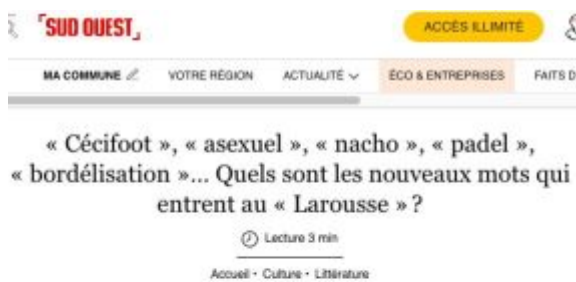 SUD OUEST
ACCÈS ILLIMITÉ
MA COMMUNE VOTRE RÉGION ACTUALITÉ ÉCO & ENTREPRISES FAITS D
« Cécifoot », « asexuel », « nacho », « padel »,
« bordélisation »... Quels sont les nouveaux mots qui
entrent au « Larousse » ?
Lecture 3 min
Accueil • Culture • Littérature